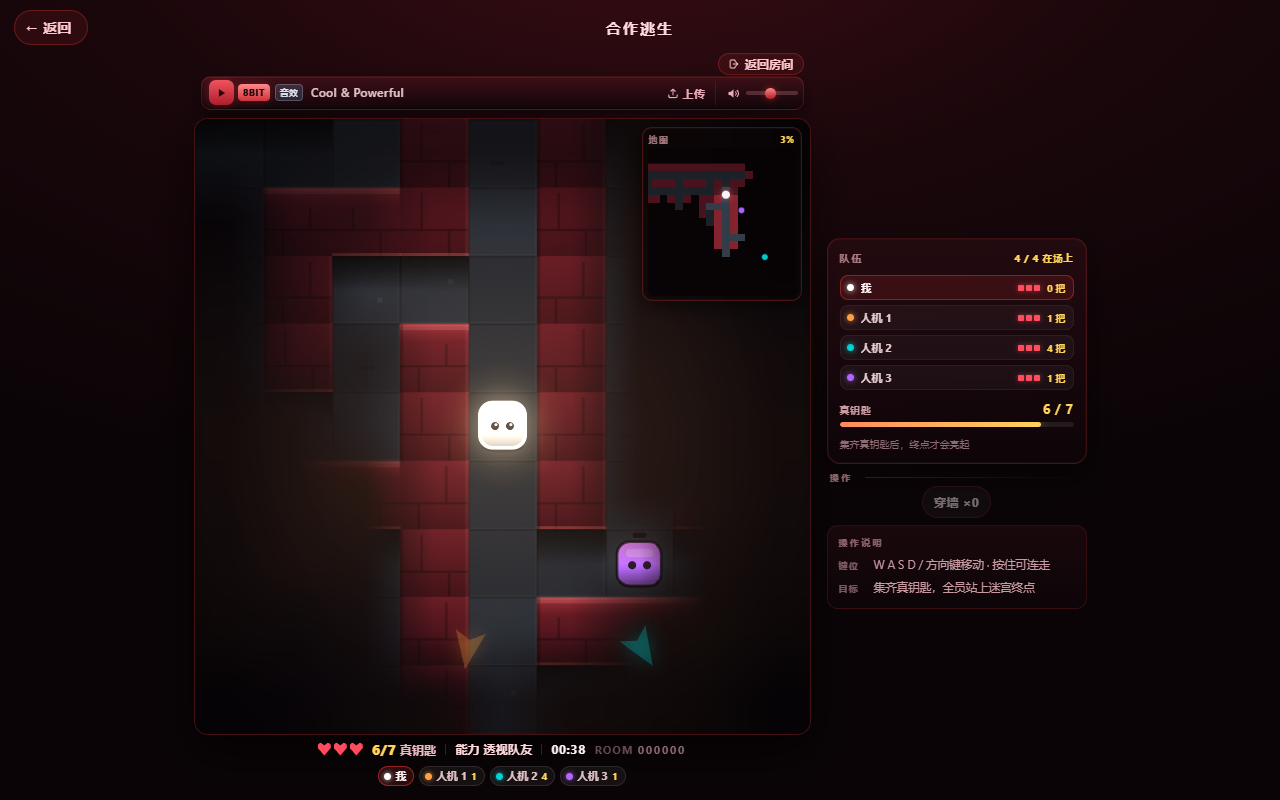 ← 返回
合作逃生
返回房间
8BIT 音效 Cool & Powerful 上传
地图 3%
队伍 4 / 4 在场上
我 0 把
人机 1 1 把
人机 2 4 把
人机 3 1 把
真钥匙 6 / 7
集齐真钥匙后，终点才会亮起
操作
穿墙 ×0
操作说明
键位 W A S D / 方向键移动 · 按住可连走
目标 集齐真钥匙，全员站上迷宫终点
6/7 真钥匙 能力 透视队友 00:38 ROOM 000000
我 人机 1 1 人机 2 4 人机 3 1